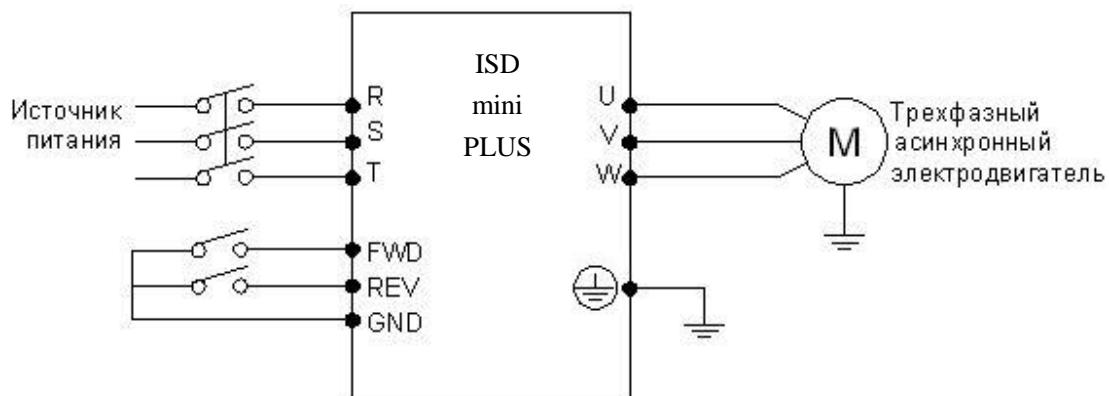 ISD
mini
PLUS
Источник
питания
R
S
T
FWD
REV
GND
U
V
W
M
Трехфазный
асинхронный
электродвигатель